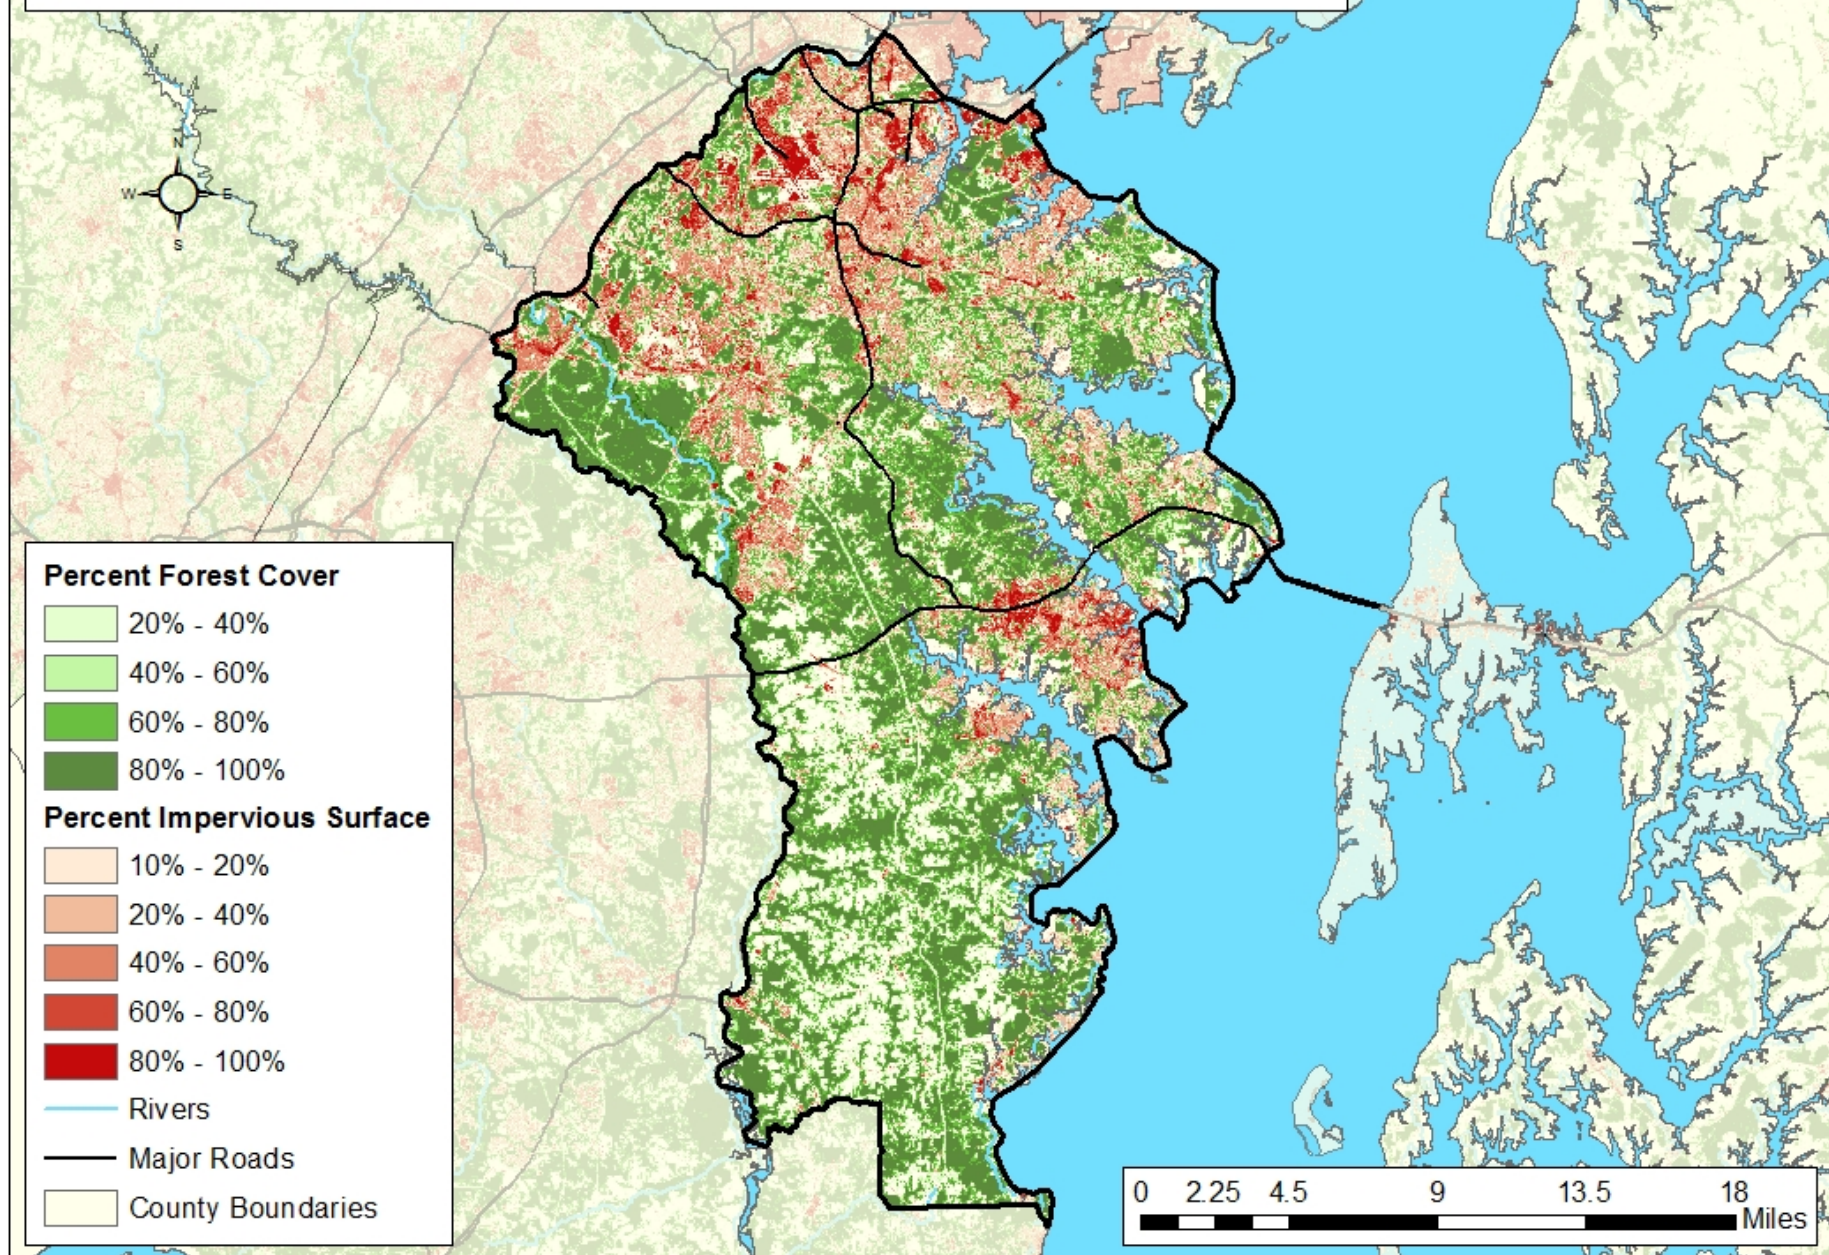 N
W E
S
Percent Forest Cover
20% - 40%
40% - 60%
60% - 80%
80% - 100%
Percent Impervious Surface
10% - 20%
20% - 40%
40% - 60%
60% - 80%
80% - 100%
Rivers
Major Roads
County Boundaries
0 2.25 4.5 9 13.5 18
Miles